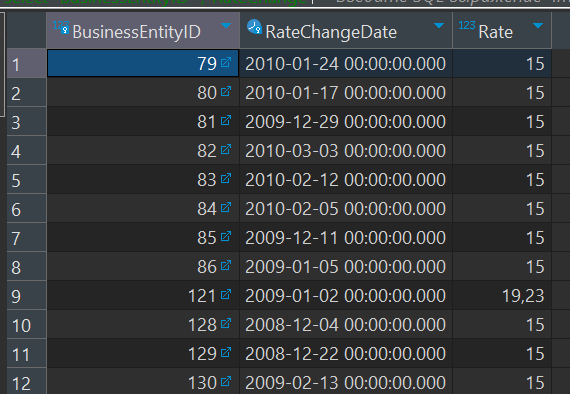 123 BusinessEntityID RateChangeDate 123 Rate
1 79 2010-01-24 00:00:00.000 15
2 80 2010-01-17 00:00:00.000 15
3 81 2009-12-29 00:00:00.000 15
4 82 2010-03-03 00:00:00.000 15
5 83 2010-02-12 00:00:00.000 15
6 84 2010-02-05 00:00:00.000 15
7 85 2009-12-11 00:00:00.000 15
8 86 2009-01-05 00:00:00.000 15
9 121 2009-01-02 00:00:00.000 19,23
10 128 2008-12-04 00:00:00.000 15
11 129 2008-12-22 00:00:00.000 15
12 130 2009-02-13 00:00:00.000 15